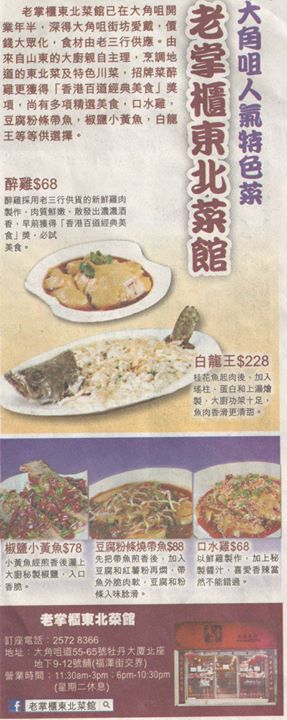 大角咀人氣特色菜
老掌櫃東北菜館
老掌櫃東北菜館已在大角咀開
業年半，深得大角咀街坊愛戴，價
錢大眾化，食材由老三行供應。由
來自山東的大廚親自主理，烹調地
道的東北菜及特色川菜，招牌菜醉
雞更獲得「香港百道經典美食」獎
項，尚有多項精選美食，口水雞，
豆腐粉條帶魚，椒鹽小黃魚，白龍
王等等供選擇。
醉雞$68
醉雞採用老三行供貨的新鮮雞肉
製作，肉質鮮嫩、散發出濃濃酒
香，早前獲得「香港百道經典美
食」獎，必試
美食。
白龍王$228
桂花魚起肉後，加入
瑤柱、蛋白和上湯燴
製，大廚功架十足，
魚肉香滑更清甜。
椒鹽小黃魚$78
小黃魚經煎香後灑上
大廚秘製椒鹽，入口
香脆。
豆腐粉條燒帶魚$88
先把帶魚煎香後，加入
豆腐和紅薯粉再燜，帶
魚外脆肉軟，豆腐和粉
條入味餘滑。
口水雞$68
以鮮雞製作，加上秘
製醬汁，喜愛香辣當
然不能錯過。
老掌櫃東北菜館
訂座電話：2572 8366
地址：大角咀道55-65號牡丹大廈北座
地下9-12號舖(福澤街交界)
營業時間：11:30am-3pm；6pm-10:30pm
(星期二休息)
f 老掌櫃東北菜館